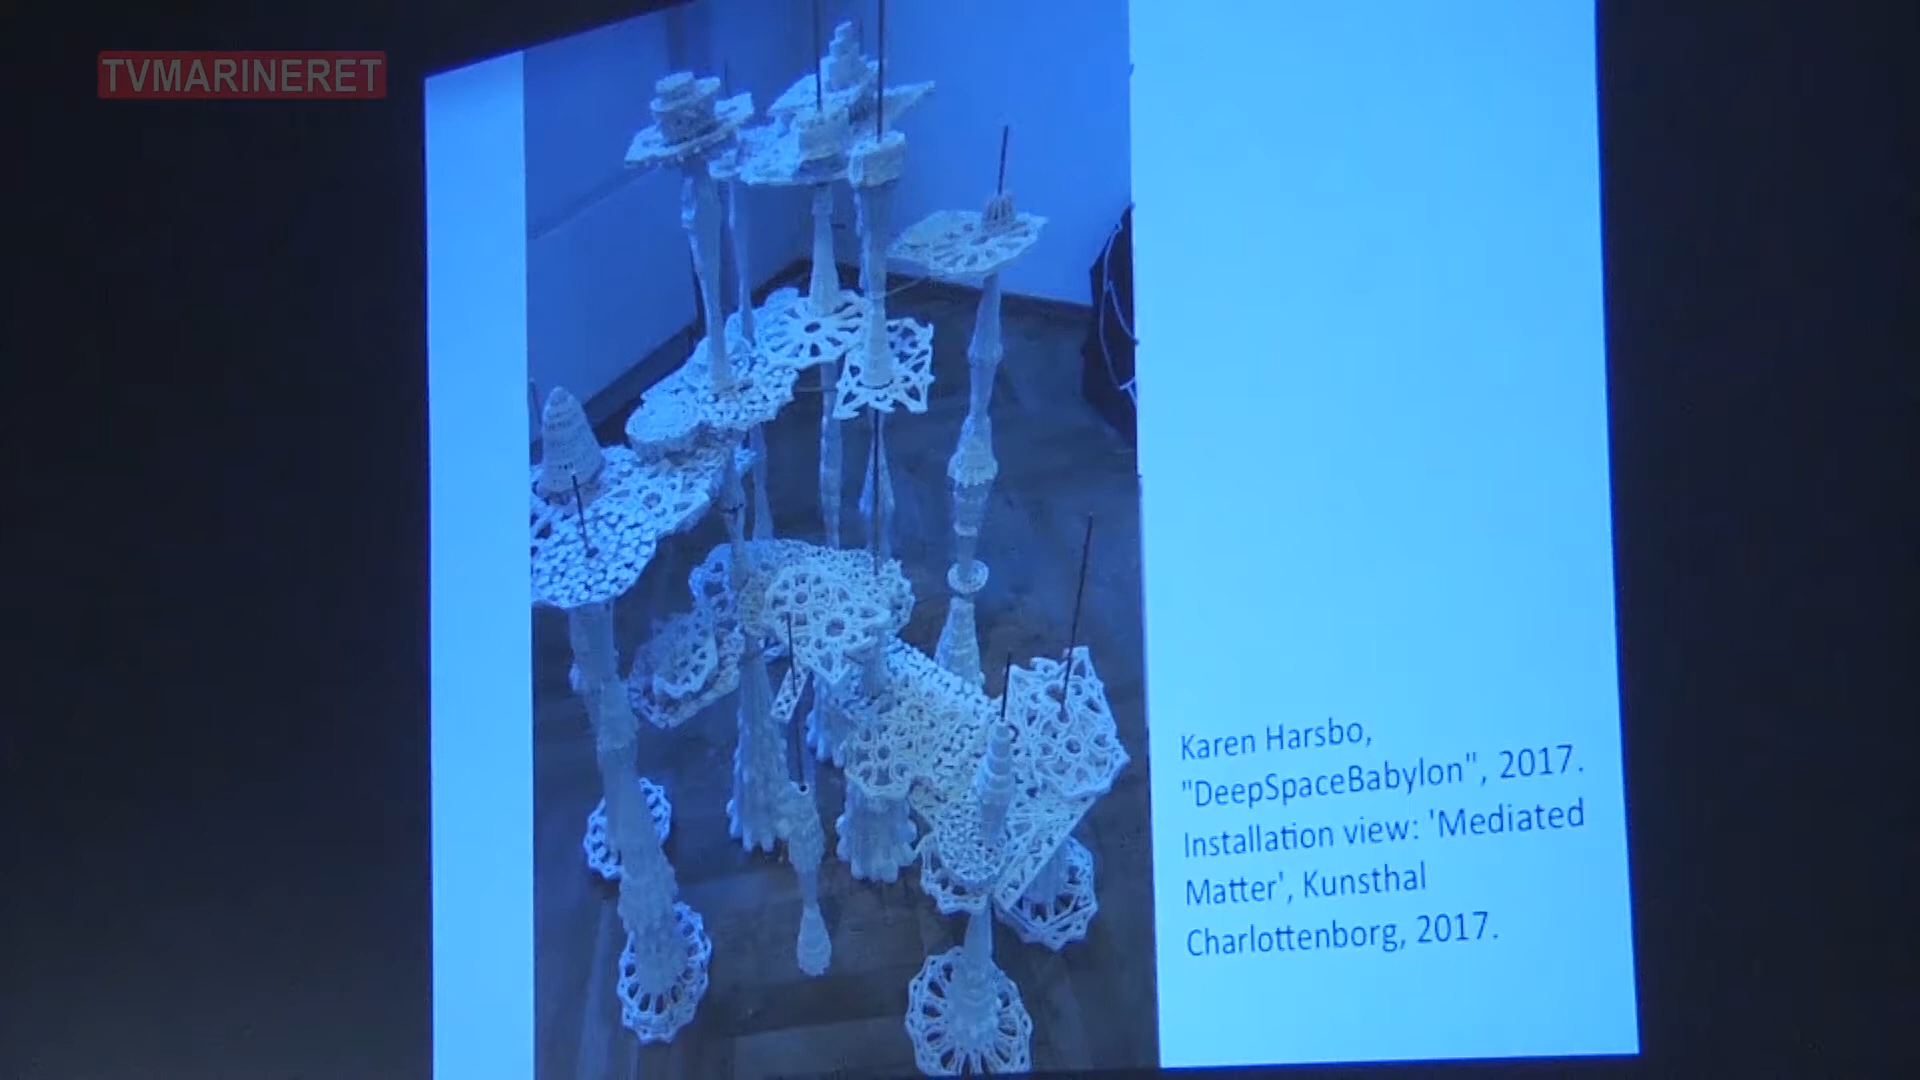 TVMARINERET
Karen Harsbo,
"DeepSpaceBabylon", 2017.
Installation view: 'Mediated
Matter', Kunsthal
Charlottenborg, 2017.